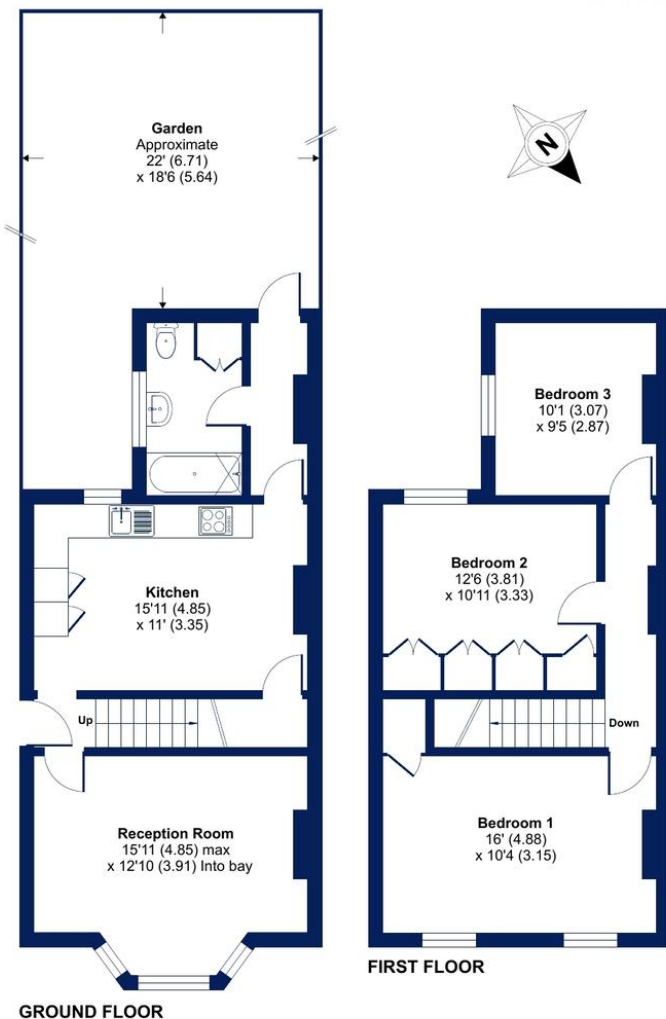 Garden
Approximate
22' (6.71)
x 18'6 (5.64)
N
Kitchen
15'11 (4.85)
x 11' (3.35)
Up
Reception Room
15'11 (4.85) max
x 12'10 (3.91) Into bay
GROUND FLOOR
Bedroom 3
10'1 (3.07)
x 9'5 (2.87)
Bedroom 2
12'6 (3.81)
x 10'11 (3.33)
Down
Bedroom 1
16' (4.88)
x 10'4 (3.15)
FIRST FLOOR